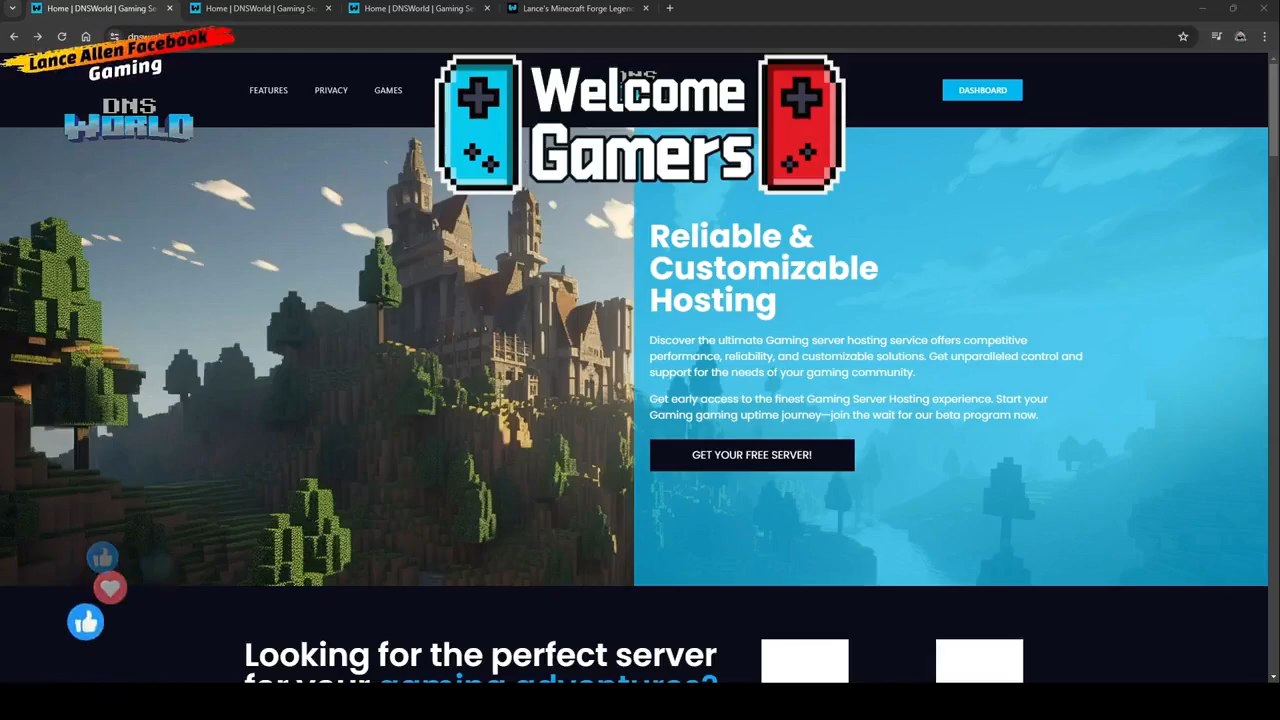 Home | DNSWorld | Gaming Se
Home | DNSWorld | Gaming Se
Home | DNSWorld | Gaming Se
Lance's Minecraft Forge Legen
Lance Allen Facebook
Gaming
DNS
WORLD
FEATURES
PRIVACY
GAMES
Welcome
Gamers
DASHBOARD
Reliable &
Customizable
Hosting
Discover the ultimate Gaming server hosting service offers competitive
performance, reliability, and customizable solutions. Get unparalleled control and
support for the needs of your gaming community.
Get early access to the finest Gaming Server Hosting experience. Start your
Gaming gaming uptime journey—join the wait for our beta program now.
GET YOUR FREE SERVER!
Looking for the perfect server
for your gaming adventures?